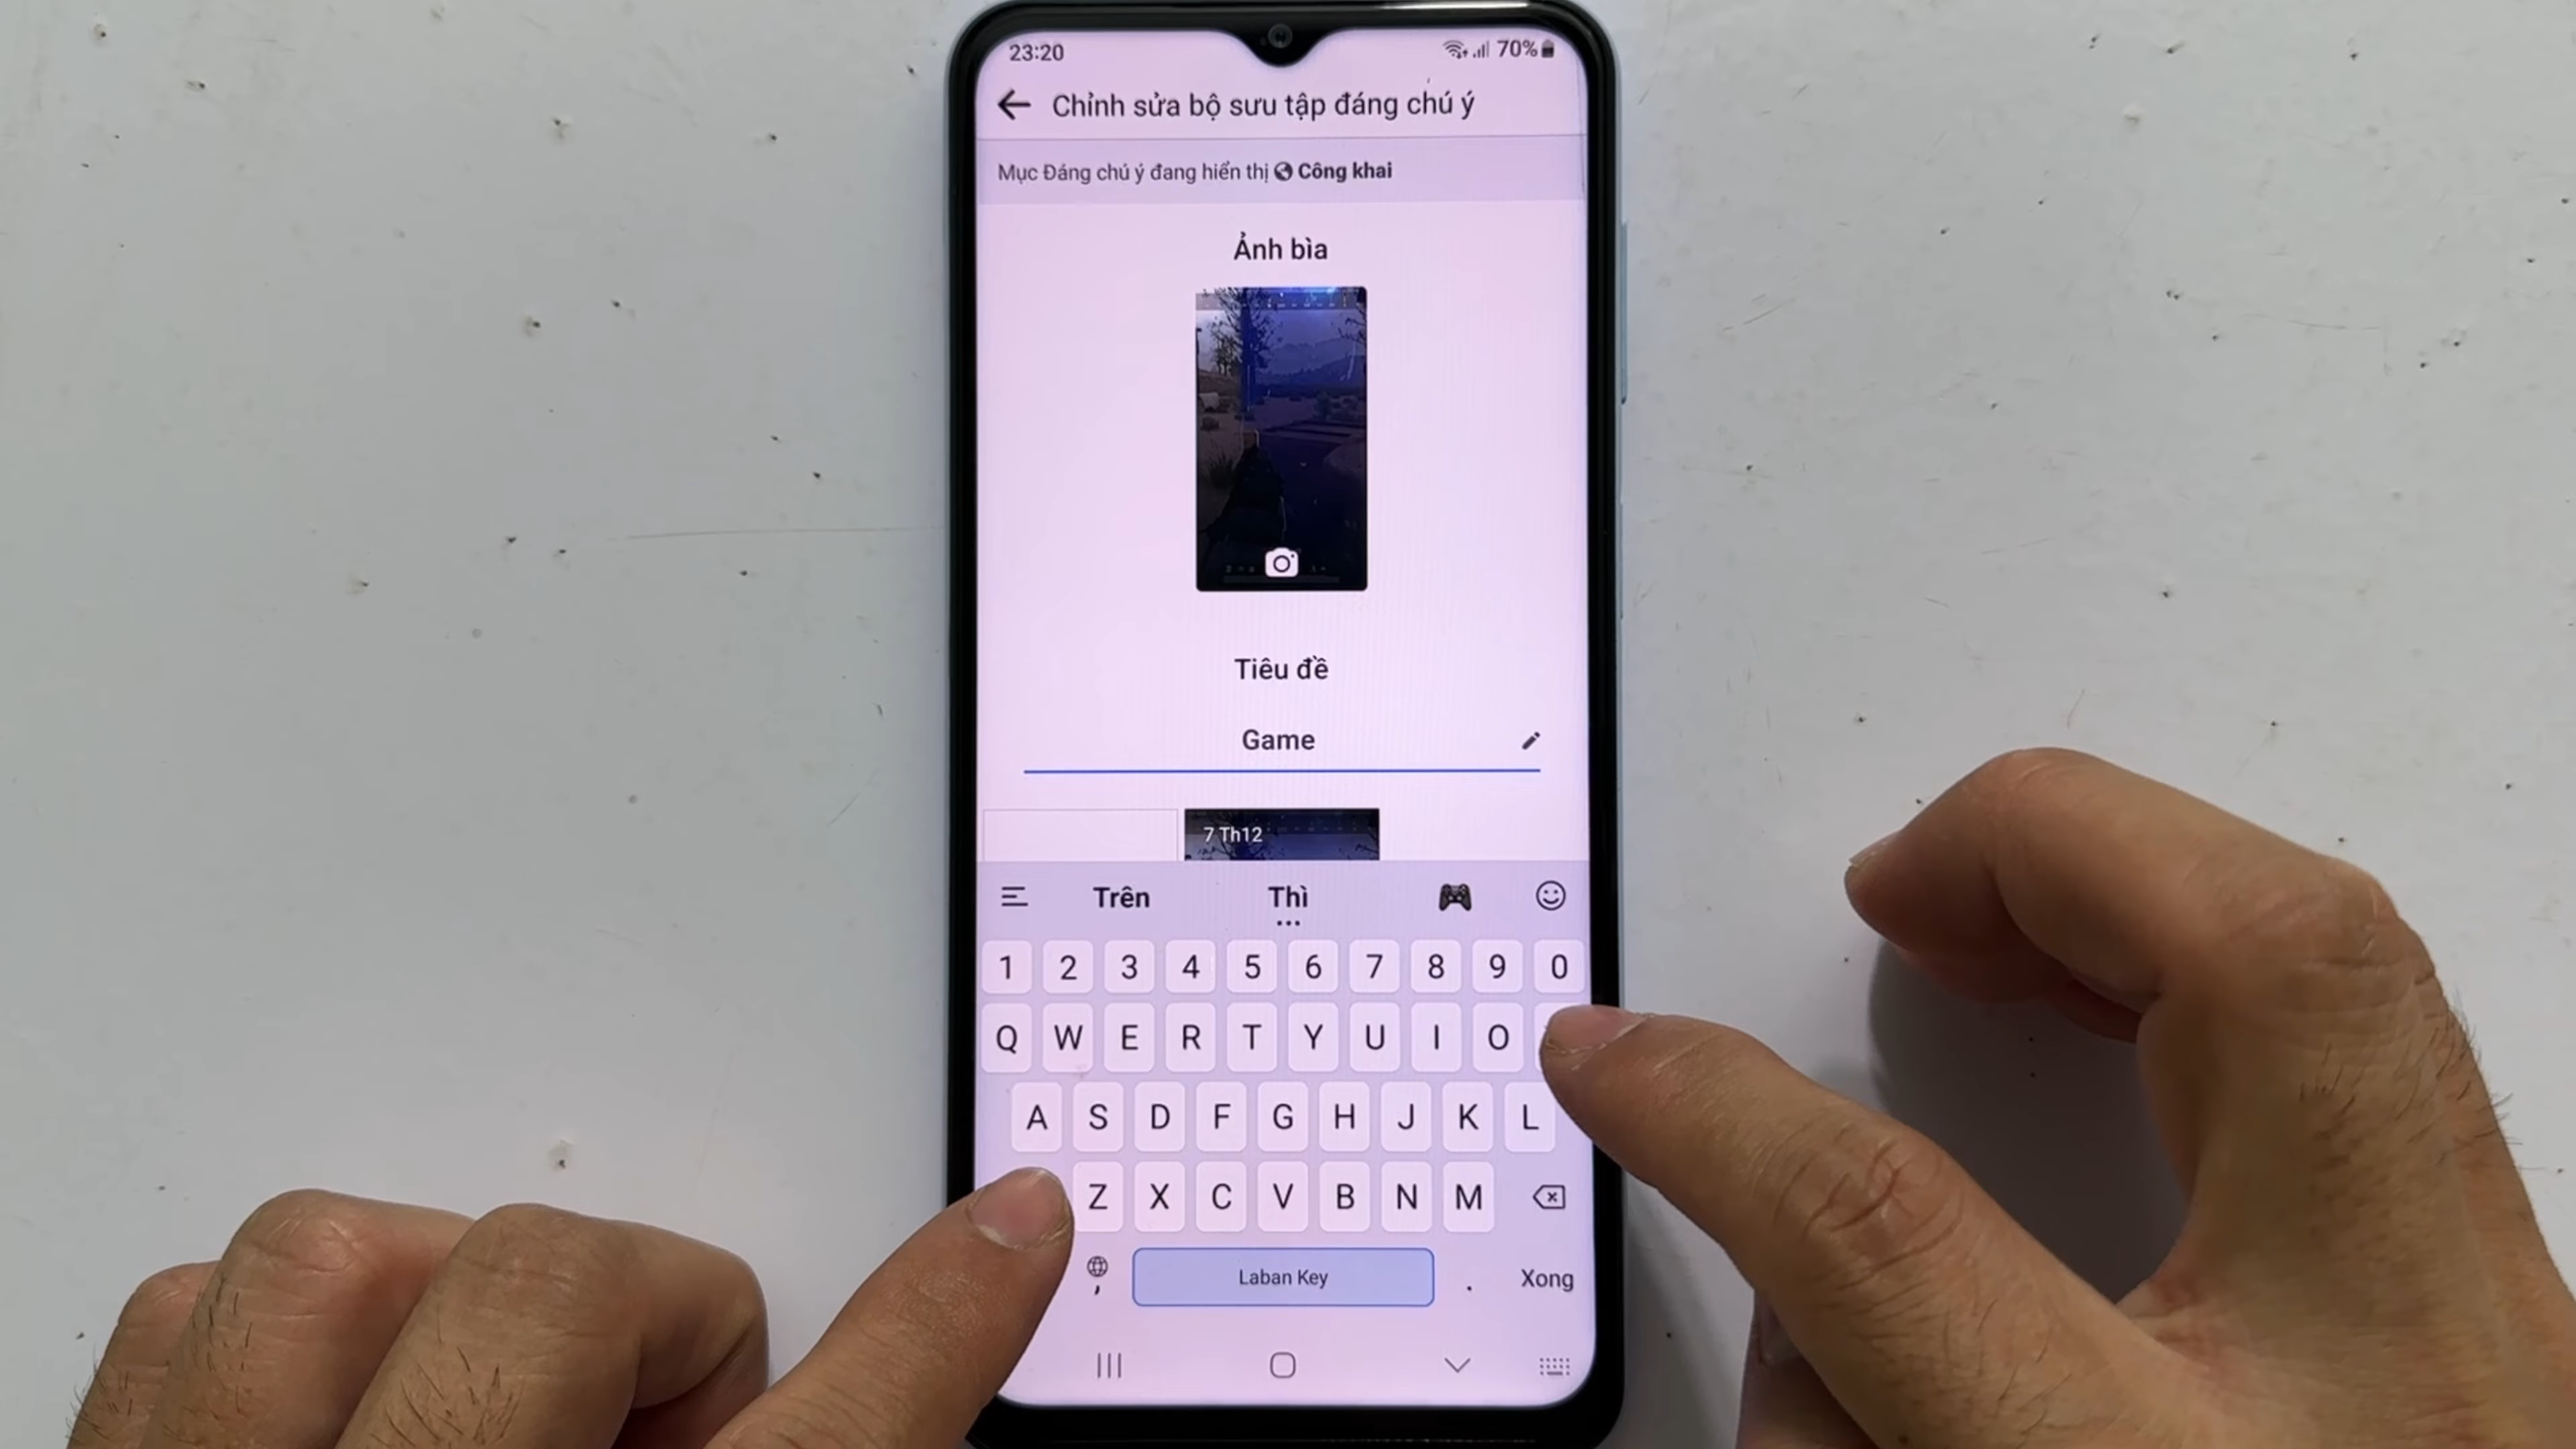 23:20
70%
Chỉnh sửa bộ sưu tập đáng chú ý
Mục Đáng chú ý đang hiển thị Công khai
Ảnh bìa
Tiêu đề
Game
7 Th12
Trên Thì
1 2 3 4 5 6 7 8 9 0
Q W E R T Y U I O
A S D F G H J K L
Z X C V B N M
, Laban Key . Xong